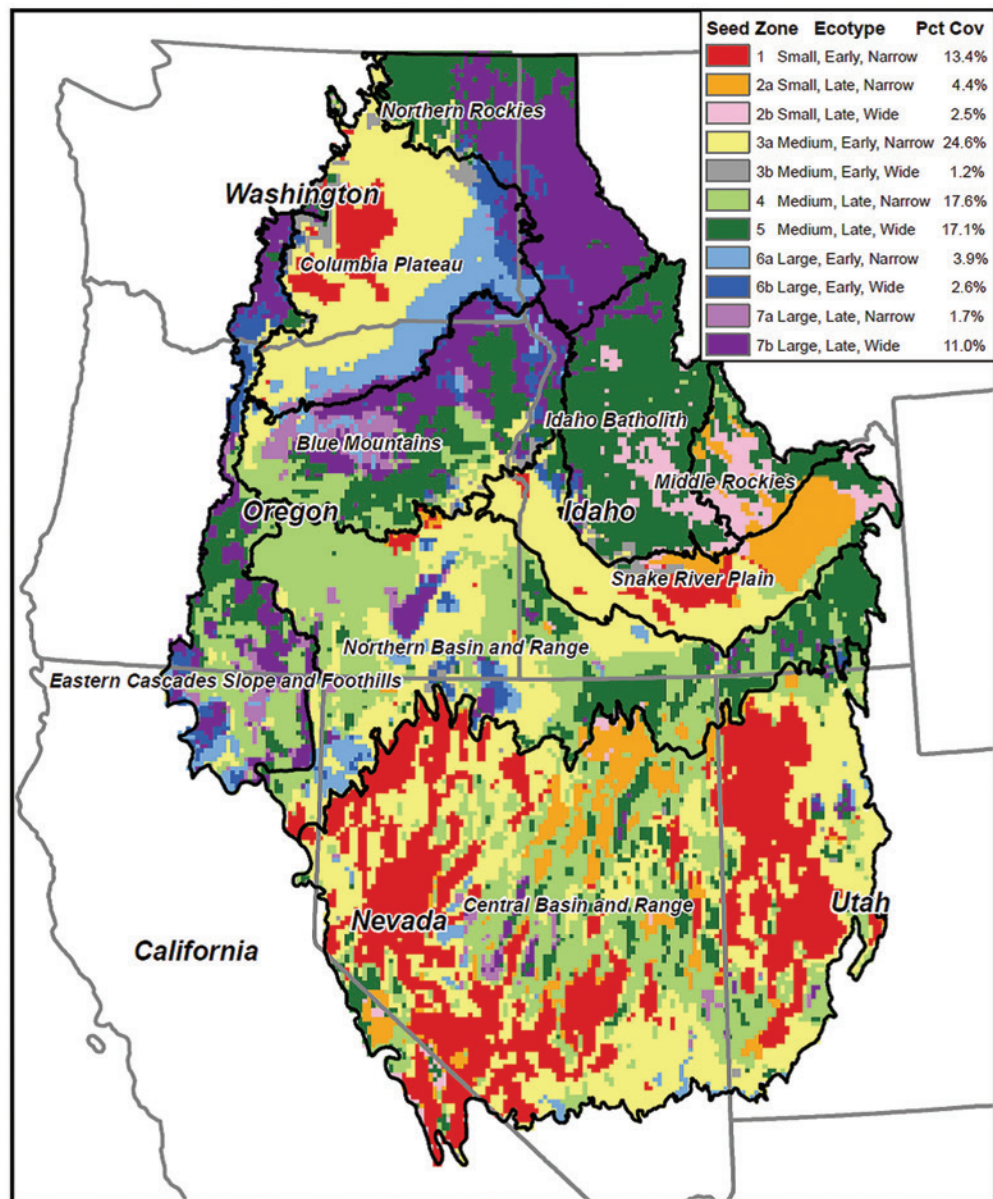 Seed Zone Ecotype Pct Cov
1 Small, Early, Narrow 13.4%
2a Small, Late, Narrow 4.4%
2b Small, Late, Wide 2.5%
3a Medium, Early, Narrow 24.6%
3b Medium, Early, Wide 1.2%
4 Medium, Late, Narrow 17.6%
5 Medium, Late, Wide 17.1%
6a Large, Early, Narrow 3.9%
6b Large, Early, Wide 2.6%
7a Large, Late, Narrow 1.7%
7b Large, Late, Wide 11.0%
Northern Rockies
Washington
Columbia Plateau
Idaho Batholith
Blue Mountains
Middle Rockies
Oregon
Idaho
Snake River Plain
Northern Basin and Range
Eastern Cascades Slope and Foothills
Central Basin and Range
Utah
Nevada
California